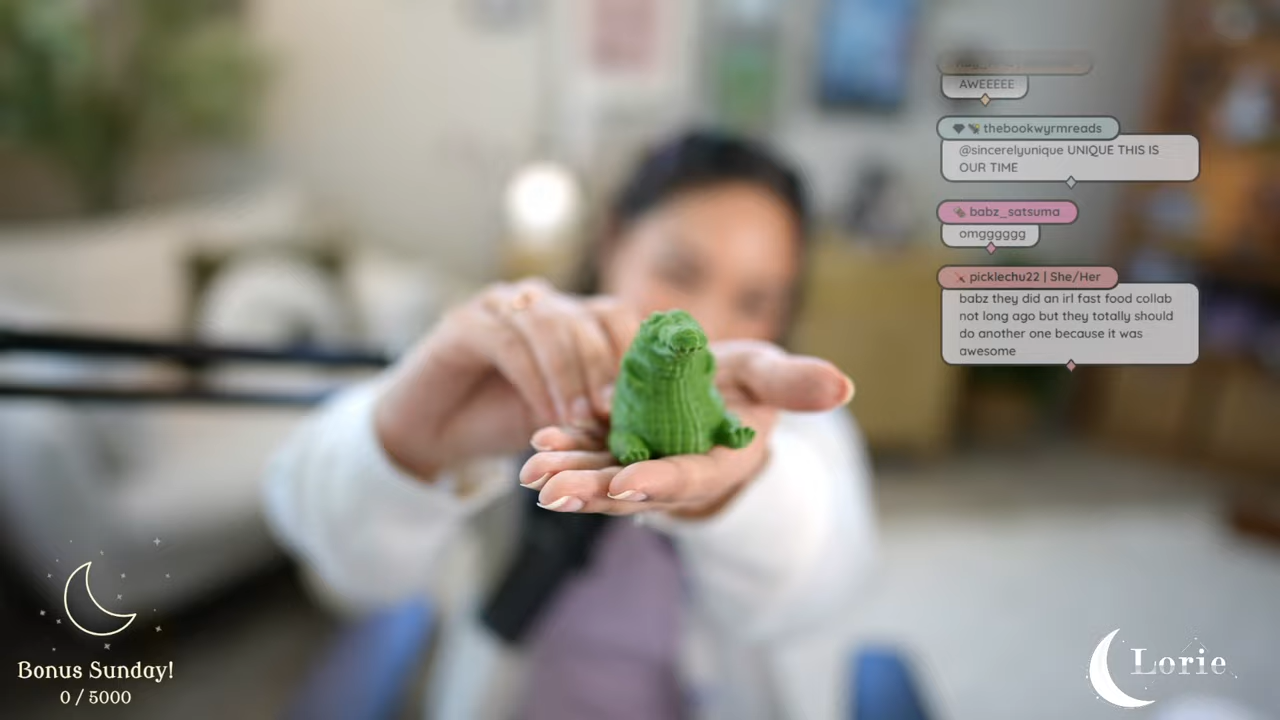 AWEEEEE
thebookwyrmreads
@sincerelyunique UNIQUE THIS IS
OUR TIME
babz_satsuma
omgggggg
picklechu22 | She/Her
babz they did an irl fast food collab
not long ago but they totally should
do another one because it was
awesome
Bonus Sunday!
0 / 5000
Lorie